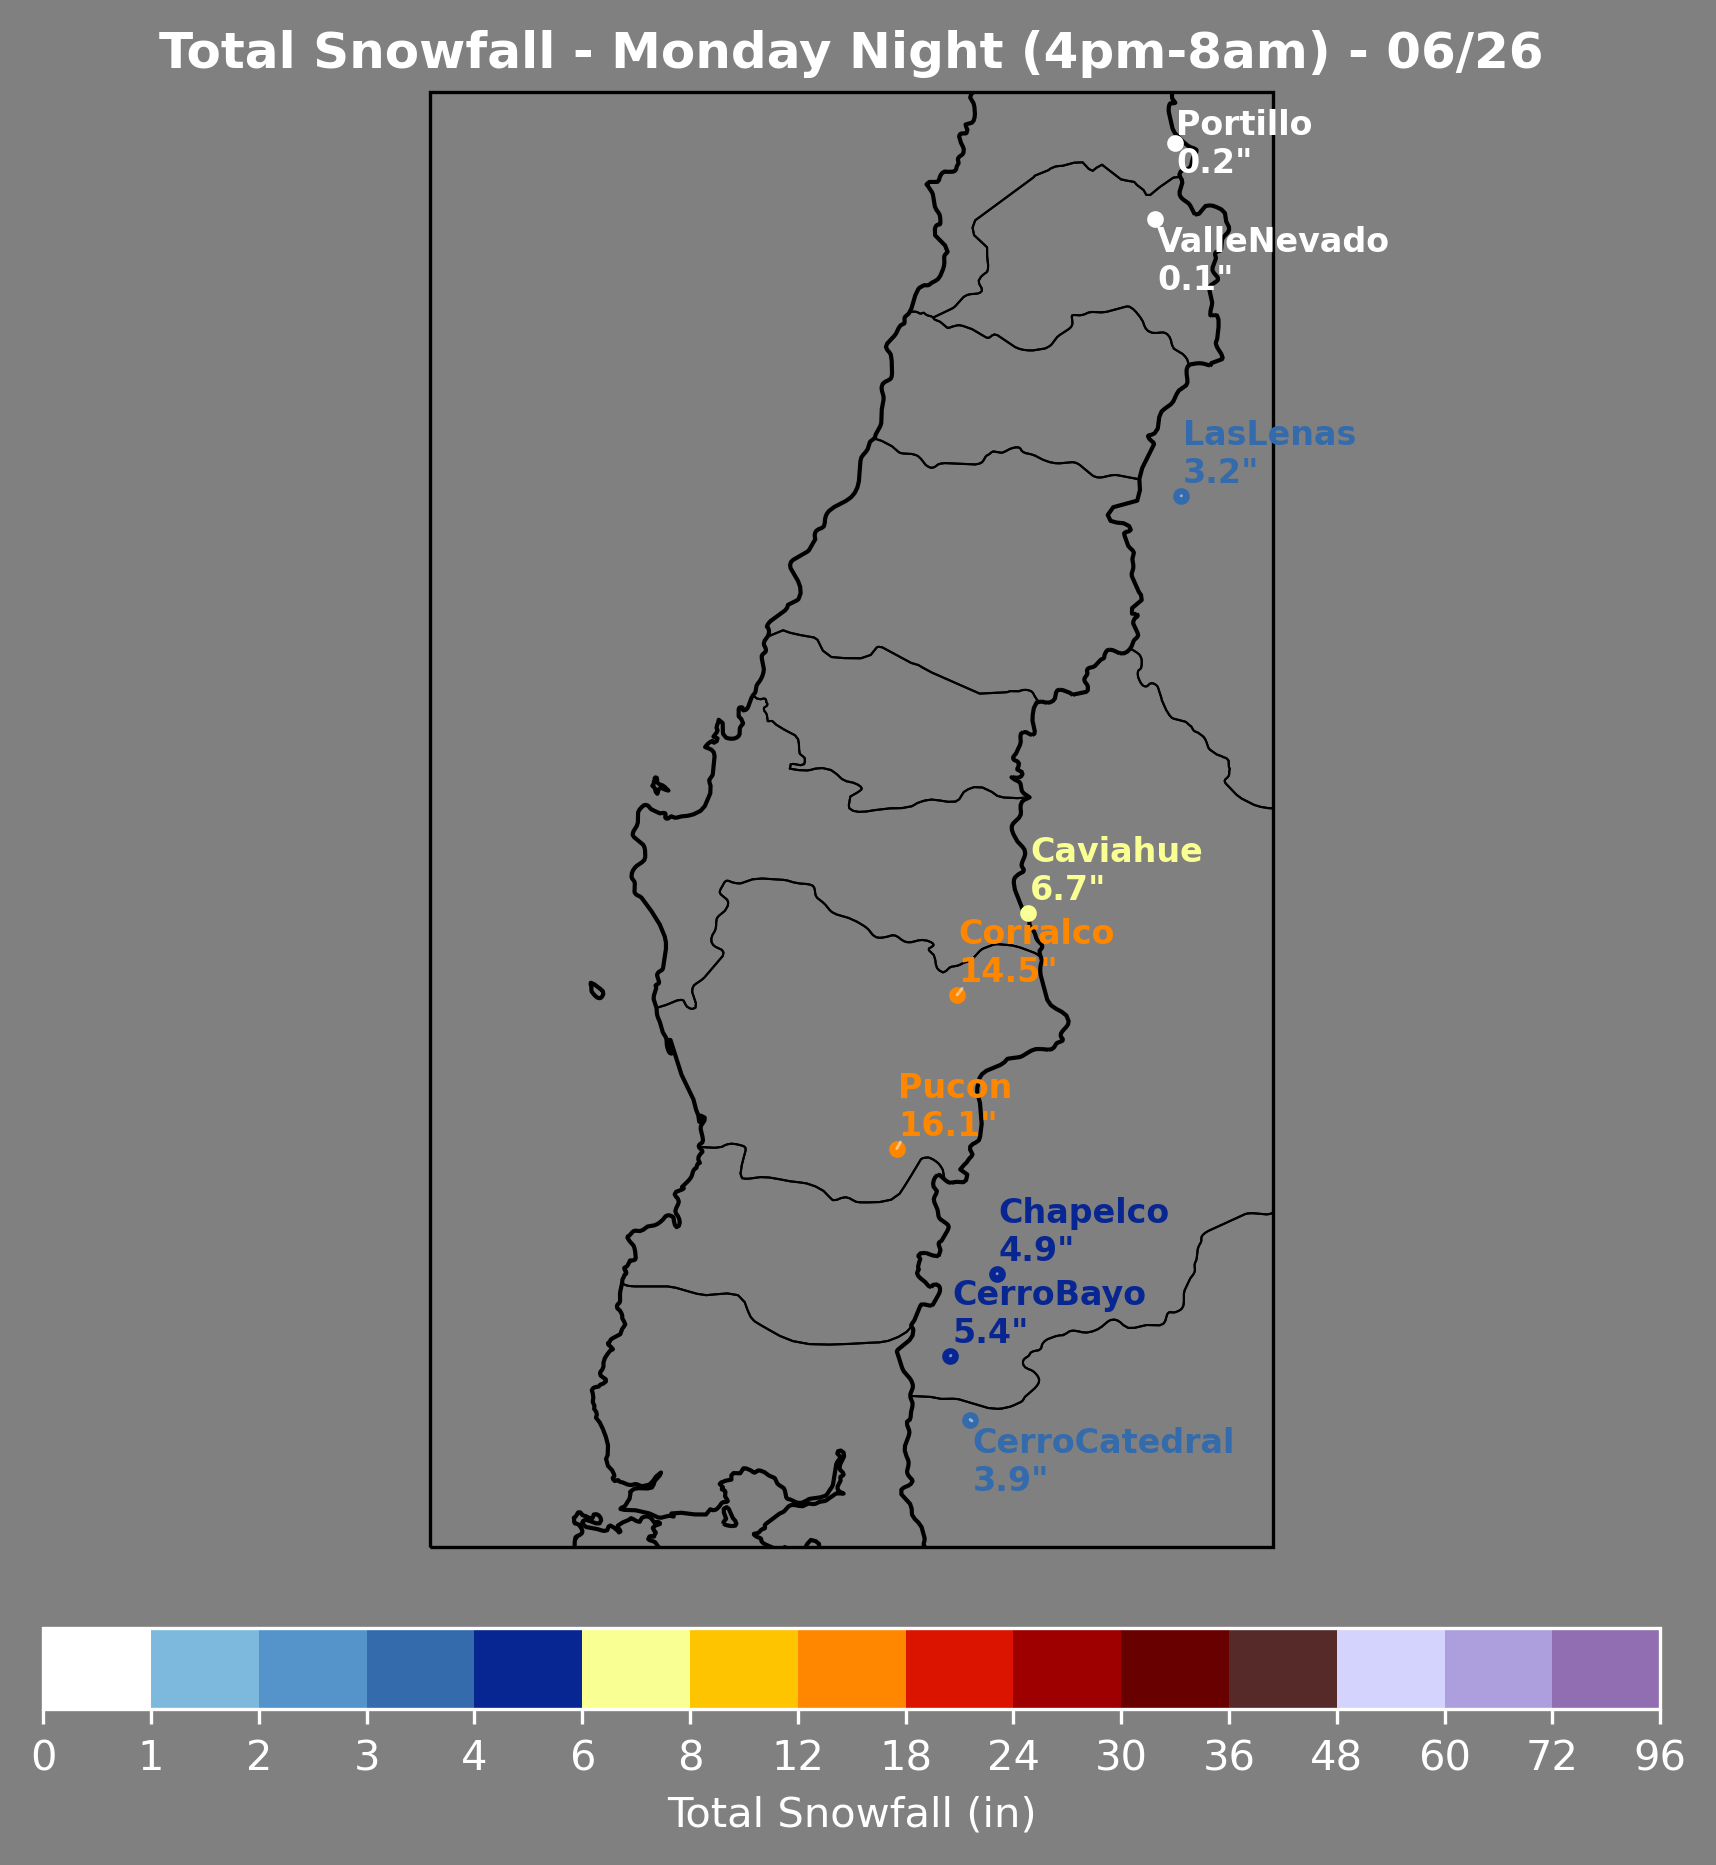 Total Snowfall - Monday Night (4pm-8am) - 06/26
Portillo
0.2"
ValleNevado
0.1"
LasLenas
3.2"
Caviahue
6.7"
Corralco
14.5"
Pucon
16.1"
Chapelco
4.9"
CerroBayo
5.4"
CerroCatedral
3.9"
0 1 2 3 4 6 8 12 18 24 30 36 48 60 72 96
Total Snowfall (in)